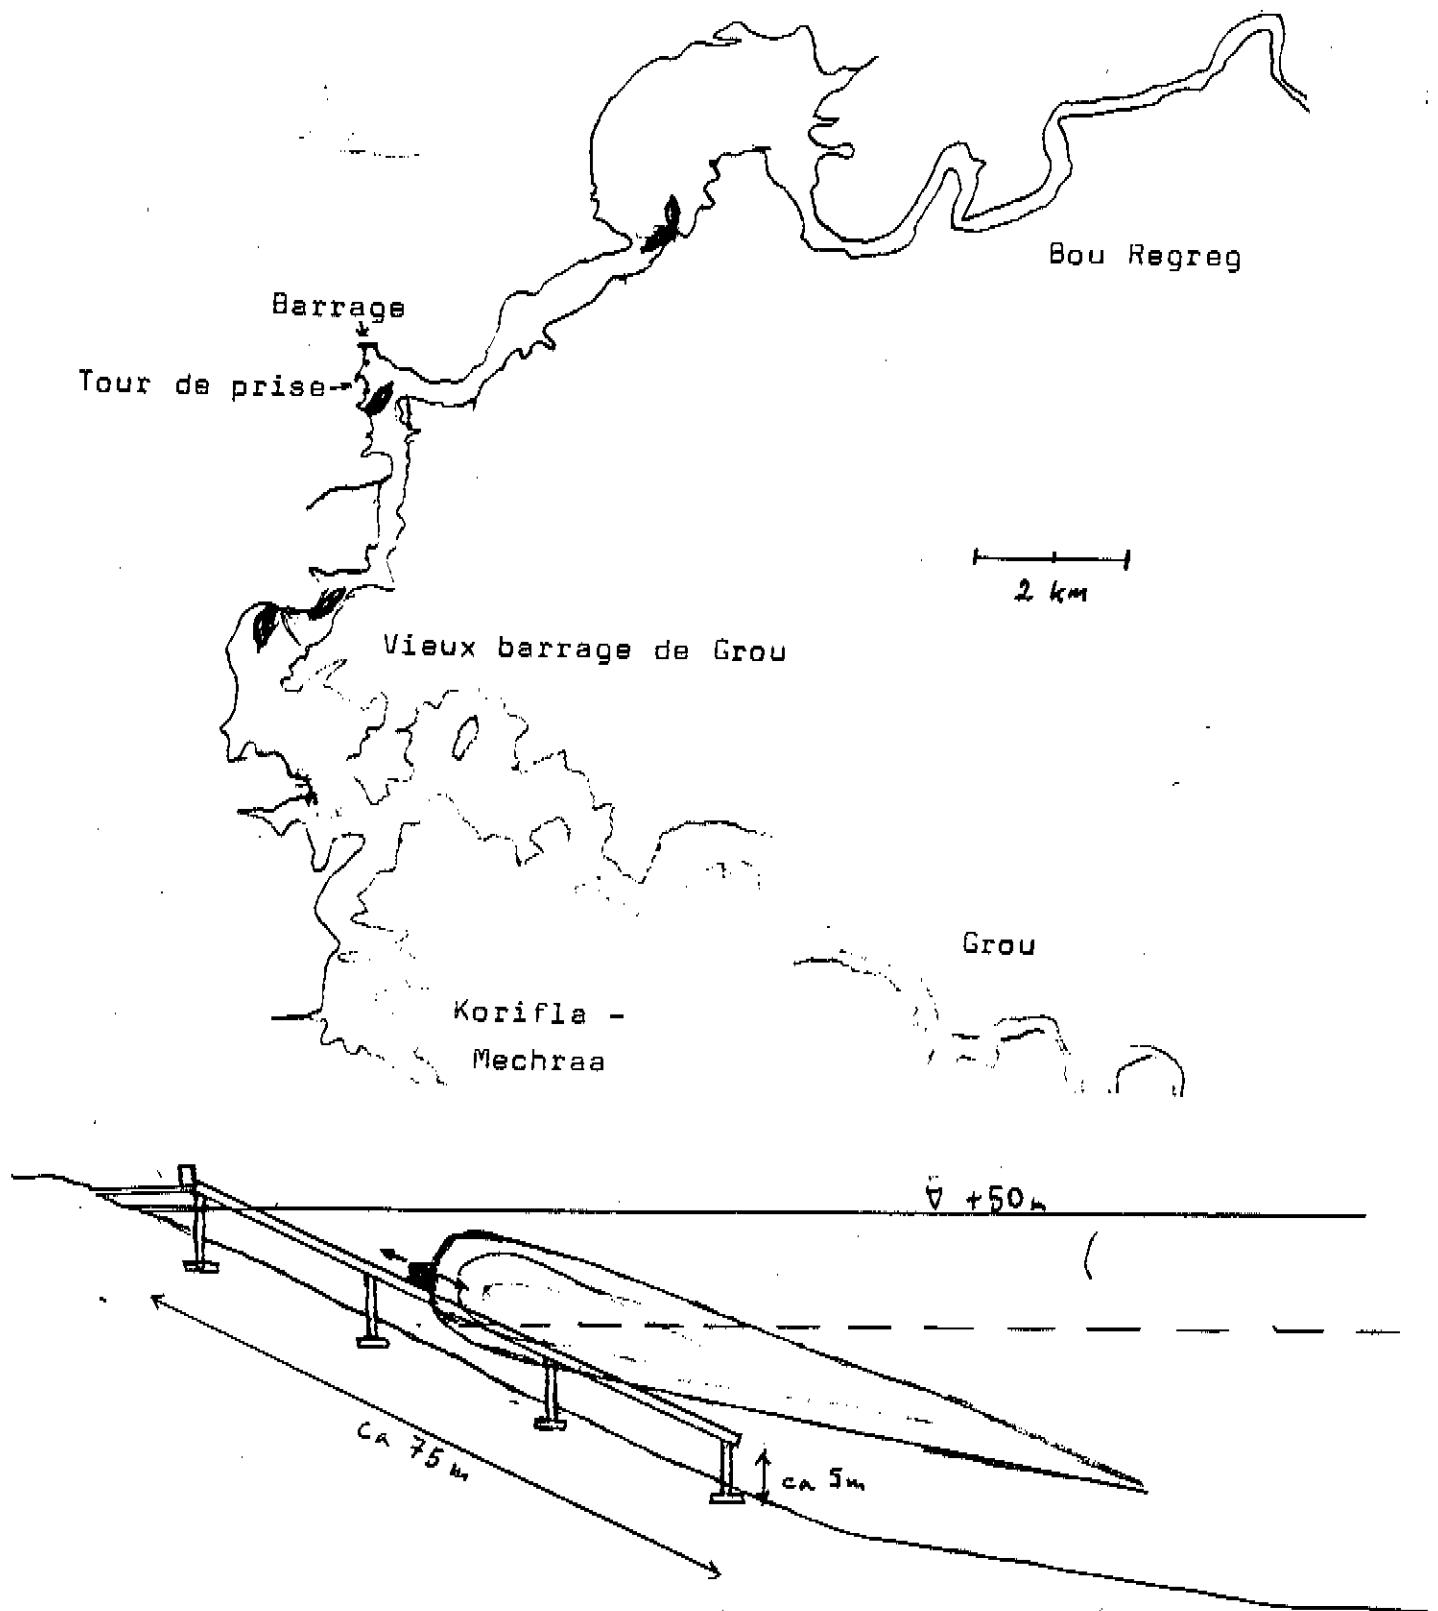 Bou Regreg
Barrage
Tour de prise
2 km
Vieux barrage de Grou
Grou
Korifla -
Mechraa
+50m
ca 75 m
ca 5m